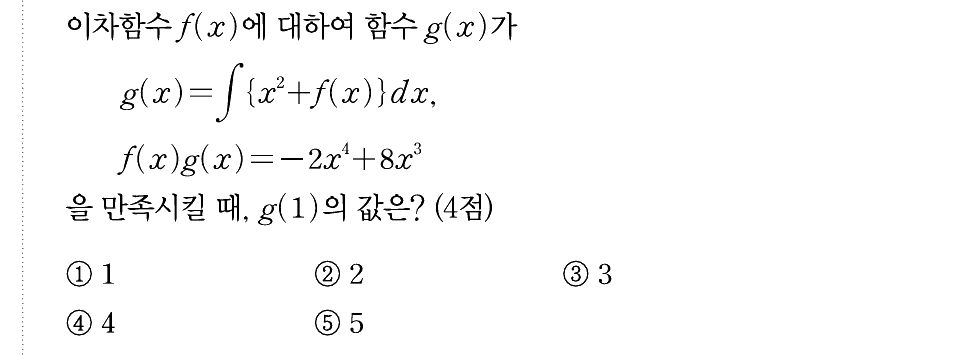 이차함수 f(x)에 대하여 함수 g(x)가
g(x)=∫{x²+f(x)}dx,
f(x)g(x)=-2x⁴+8x³
을 만족시킬 때, g(1)의 값은? (4점)
① 1 ② 2 ③ 3
④ 4 ⑤ 5